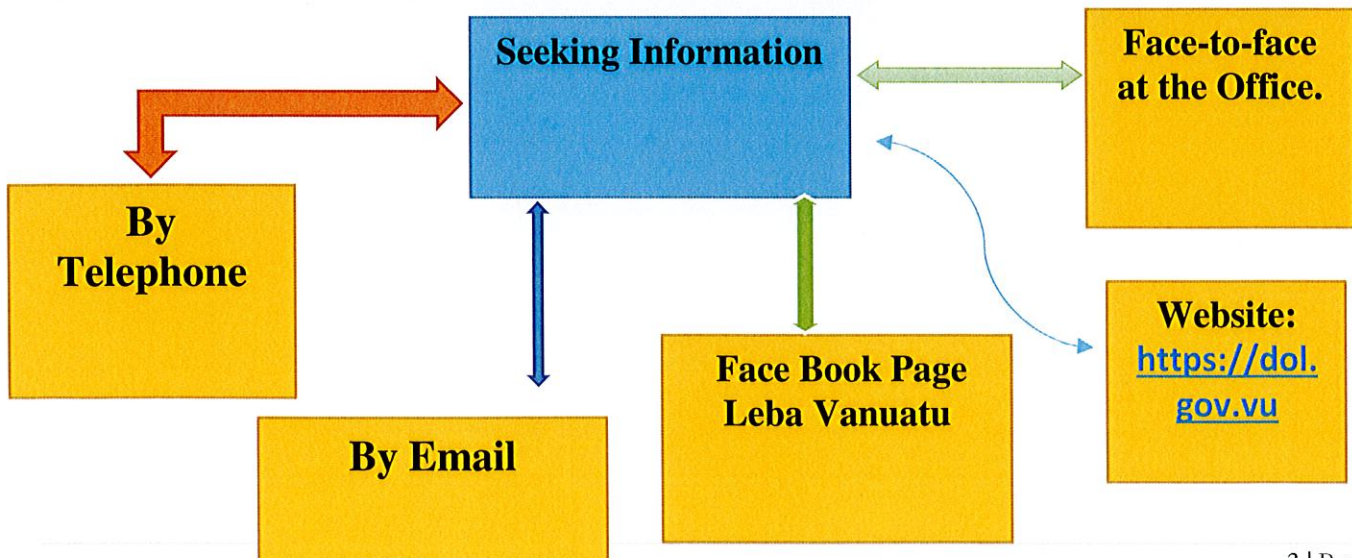 Seeking Information
Face-to-face
at the Office.
By
Telephone
Website:
https://dol.
gov.vu
Face Book Page
Leba Vanuatu
By Email